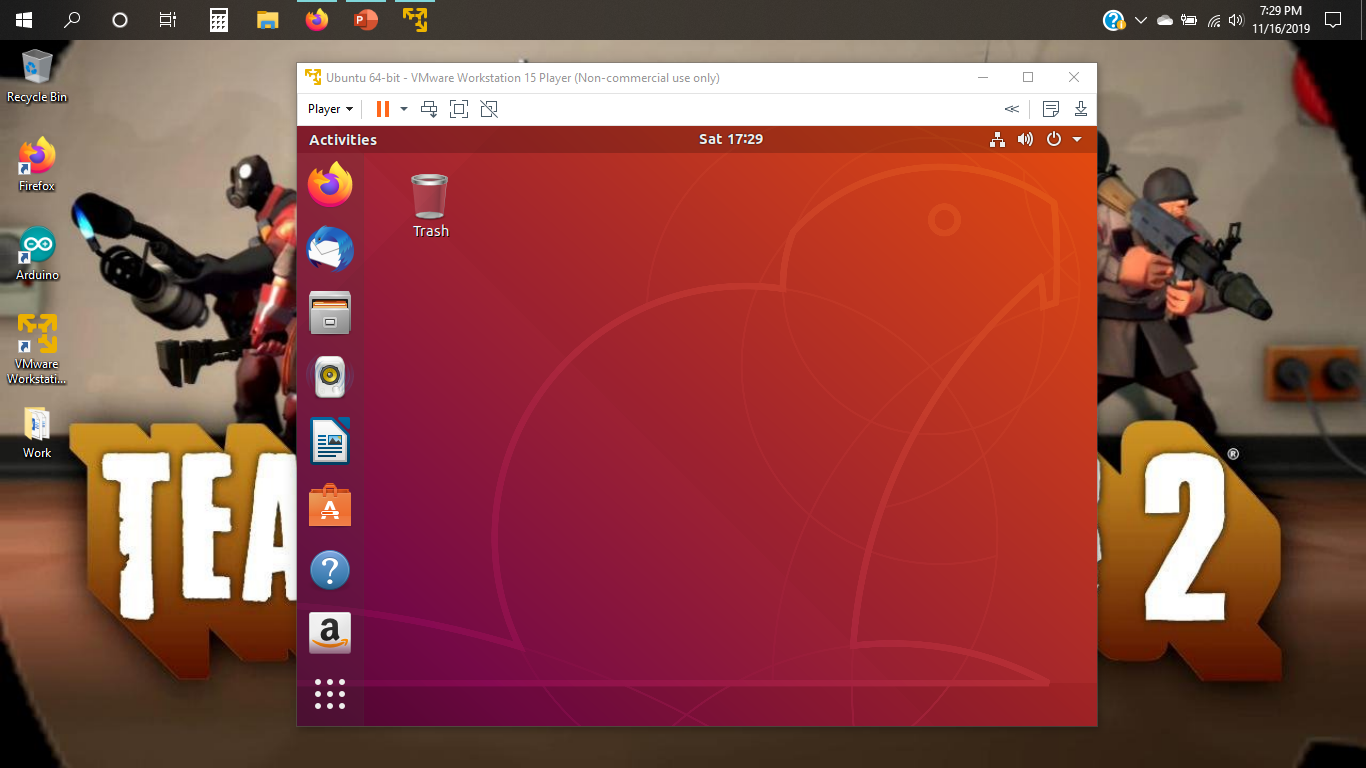 7:29 PM
11/16/2019
Recycle Bin
Firefox
Arduino
VMware
Workstati...
Work
Ubuntu 64-bit - VMware Workstation 15 Player (Non-commercial use only)
Player
Activities
Sat 17:29
Trash
TEA
2
®